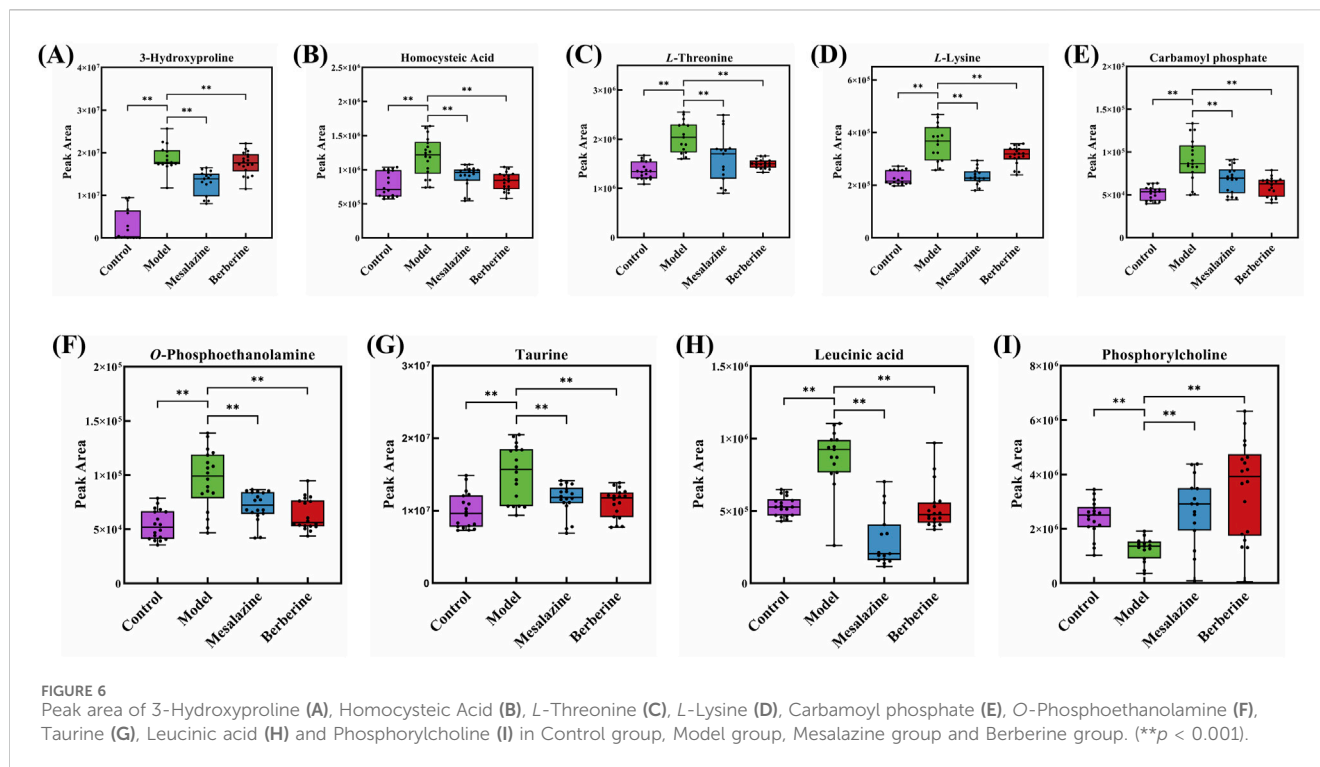 (A)
3-Hydroxyproline
4×10⁷
3×10⁷
2×10⁷
1×10⁷
0
Peak Area
**
**
**
Control
Model
Mesalazine
Berberine
(B)
Homocysteic Acid
2.5×10⁶
2×10⁶
1.5×10⁶
1×10⁶
5×10⁵
0
Peak Area
**
**
**
Control
Model
Mesalazine
Berberine
(C)
L-Threonine
3×10⁶
2×10⁶
1×10⁶
0
Peak Area
**
**
**
Control
Model
Mesalazine
Berberine
(D)
L-Lysine
6×10⁵
4×10⁵
2×10⁵
0
Peak Area
**
**
**
Control
Model
Mesalazine
Berberine
(E)
Carbamoyl phosphate
2×10⁵
1.5×10⁵
1×10⁵
5×10⁴
0
Peak Area
**
**
**
Control
Model
Mesalazine
Berberine
(F)
O-Phosphoethanolamine
2×10⁵
1.5×10⁵
1×10⁵
5×10⁴
0
Peak Area
**
**
**
Control
Model
Mesalazine
Berberine
(G)
Taurine
3×10⁷
2×10⁷
1×10⁷
0
Peak Area
**
**
**
Control
Model
Mesalazine
Berberine
(H)
Leucinic acid
1.5×10⁶
1×10⁶
5×10⁵
0
Peak Area
**
**
**
Control
Model
Mesalazine
Berberine
(I)
Phosphorylcholine
8×10⁶
6×10⁶
4×10⁶
2×10⁶
0
Peak Area
**
**
**
Control
Model
Mesalazine
Berberine
FIGURE 6
Peak area of 3-Hydroxyproline (A), Homocysteic Acid (B), L-Threonine (C), L-Lysine (D), Carbamoyl phosphate (E), O-Phosphoethanolamine (F),
Taurine (G), Leucinic acid (H) and Phosphorylcholine (I) in Control group, Model group, Mesalazine group and Berberine group. (**p < 0.001).